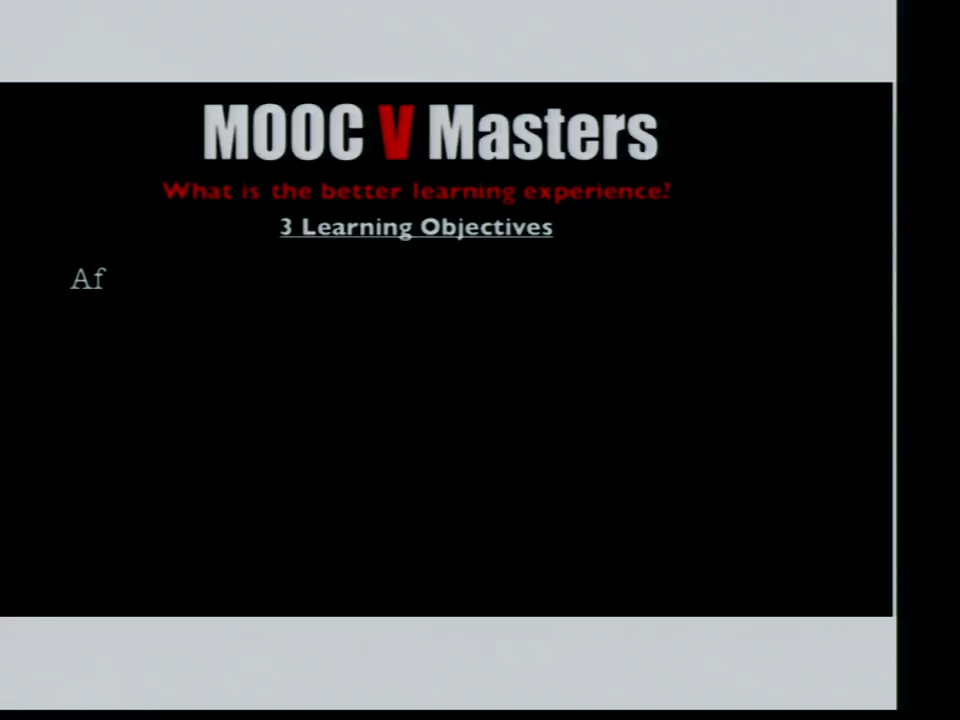 MOOC V Masters
What is the better learning experience?
3 Learning Objectives
Af